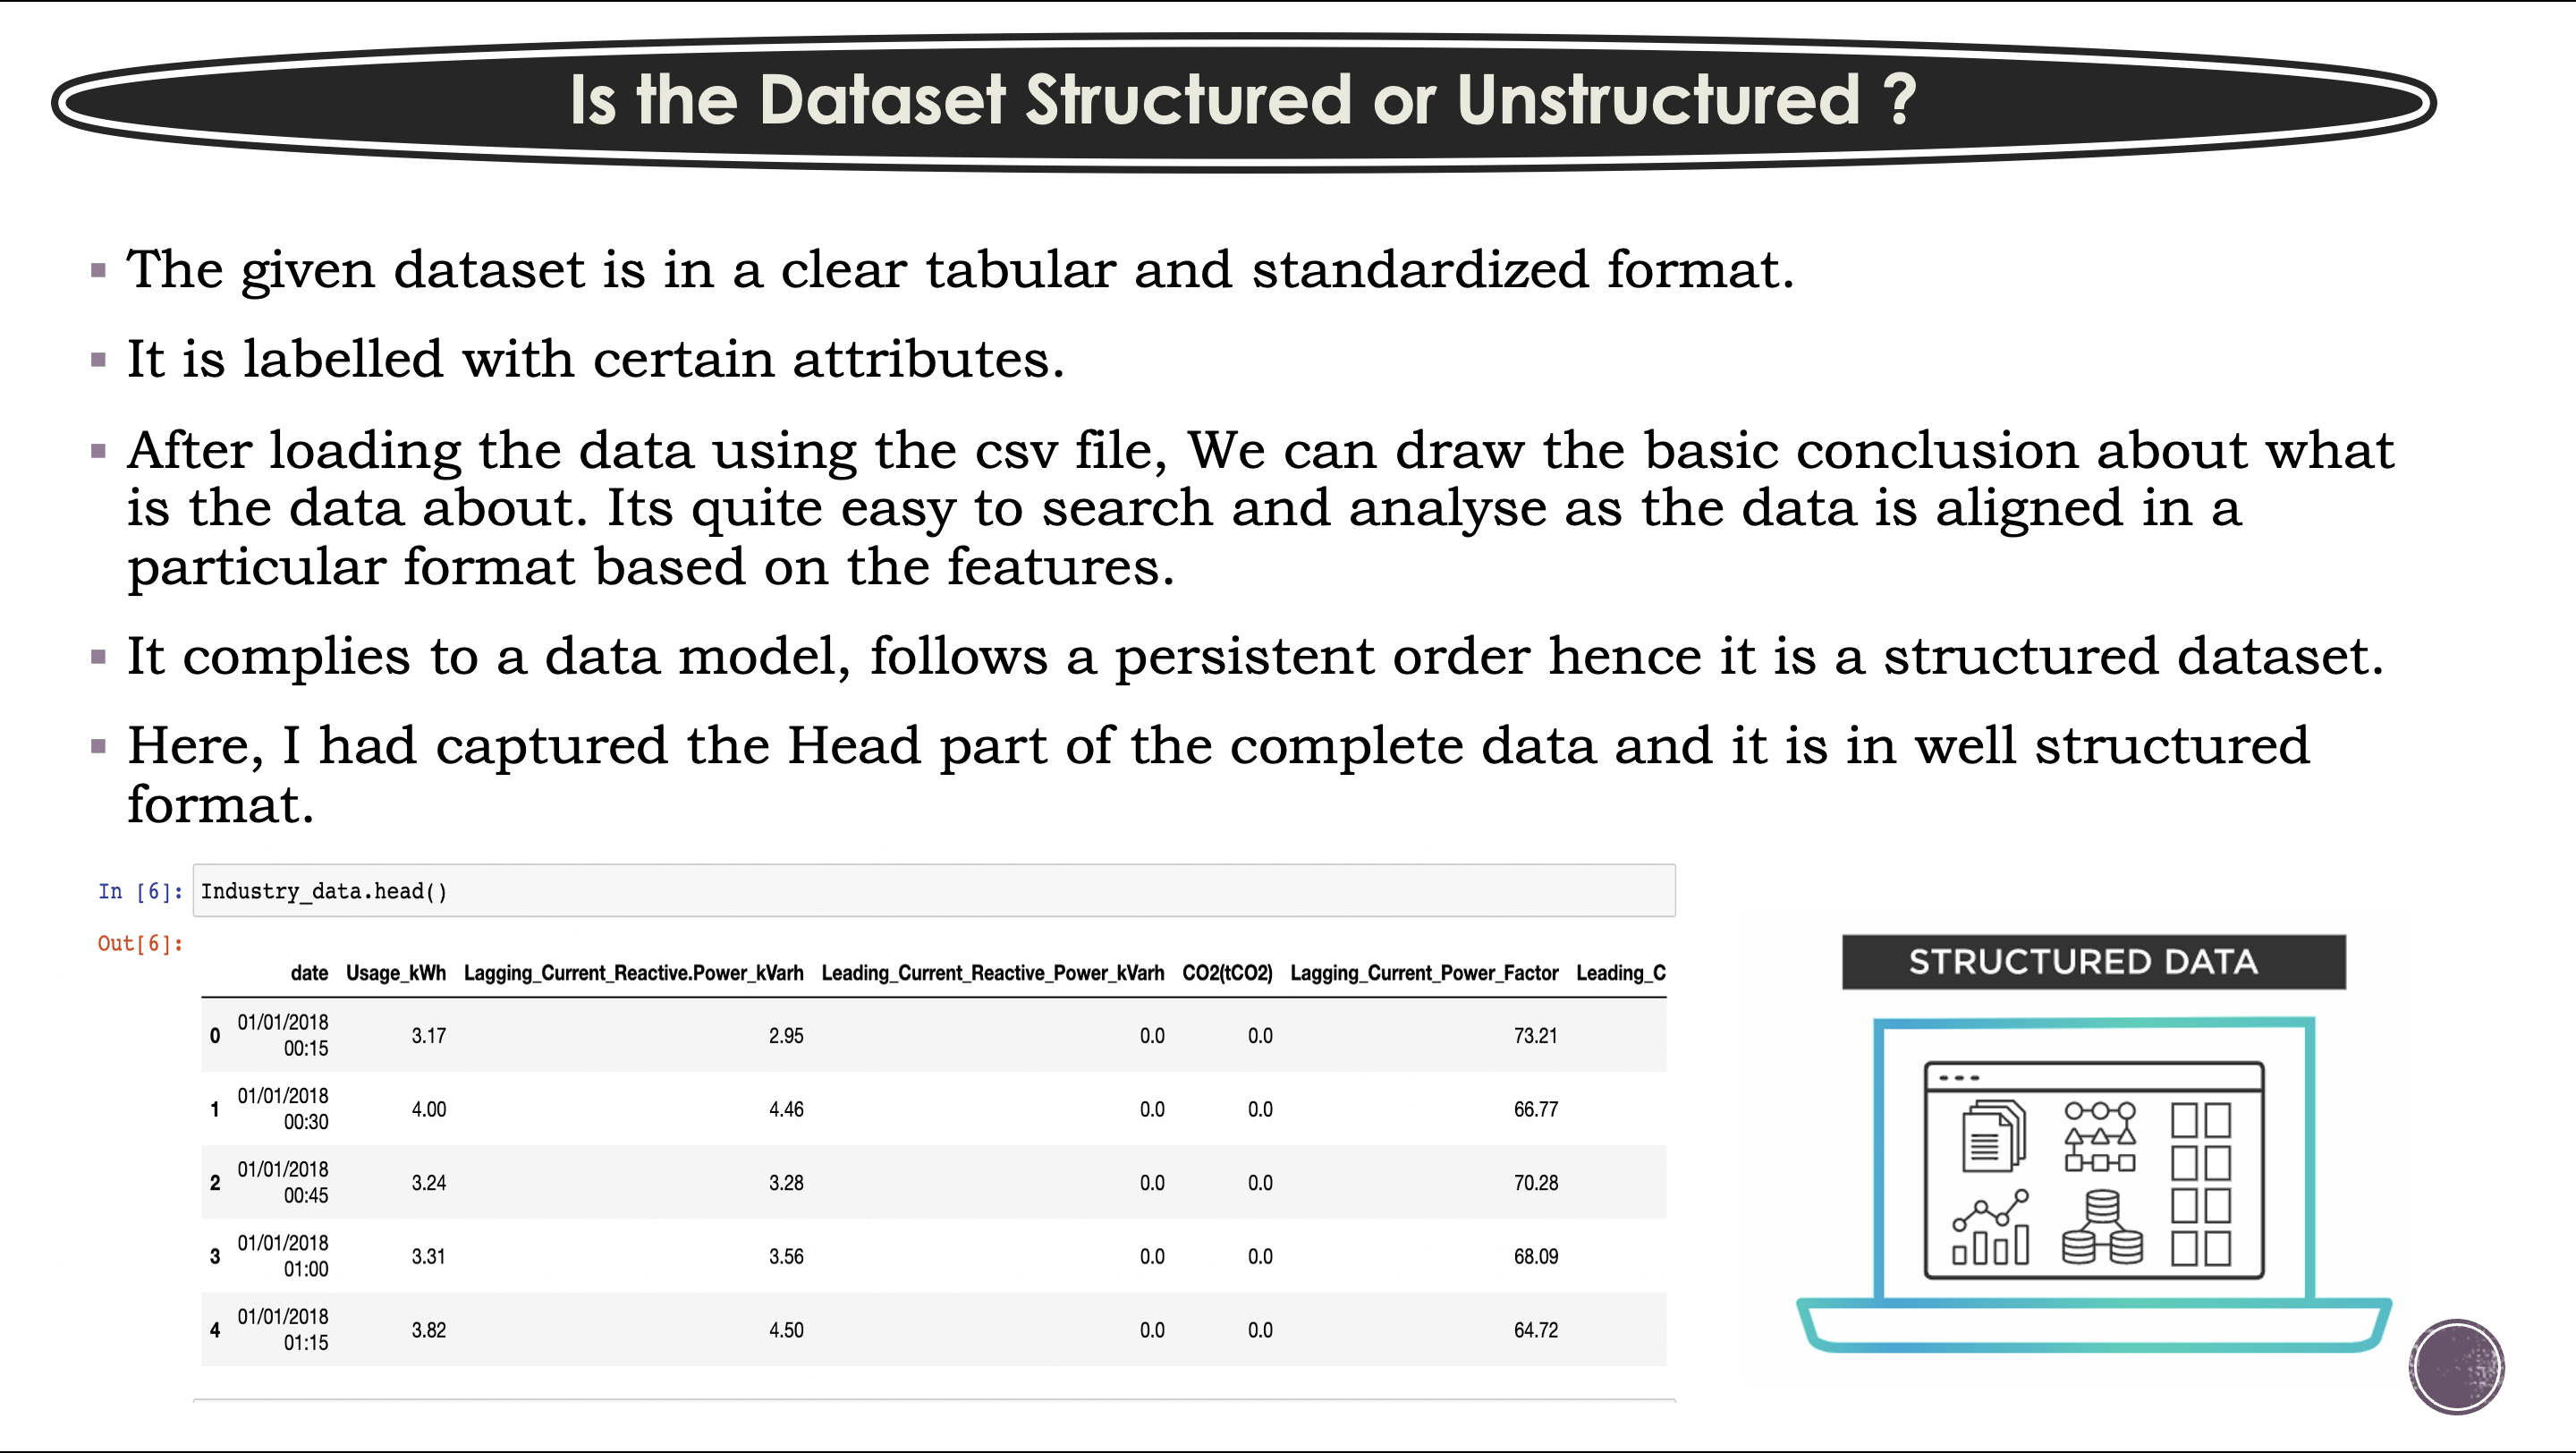 Is the Dataset Structured or Unstructured ?
The given dataset is in a clear tabular and standardized format.
It is labelled with certain attributes.
After loading the data using the csv file, We can draw the basic conclusion about what
is the data about. Its quite easy to search and analyse as the data is aligned in a
particular format based on the features.
It complies to a data model, follows a persistent order hence it is a structured dataset.
Here, I had captured the Head part of the complete data and it is in well structured
format.
In [6]: Industry_data.head()
Out[6]:
date Usage_kWh Lagging_Current_Reactive.Power_kVarh Leading_Current_Reactive_Power_kVarh CO2(tCO2) Lagging_Current_Power_Factor Leading_C
0 01/01/2018 00:15 3.17 2.95 0.0 0.0 73.21
1 01/01/2018 00:30 4.00 4.46 0.0 0.0 66.77
2 01/01/2018 00:45 3.24 3.28 0.0 0.0 70.28
3 01/01/2018 01:00 3.31 3.56 0.0 0.0 68.09
4 01/01/2018 01:15 3.82 4.50 0.0 0.0 64.72
STRUCTURED DATA